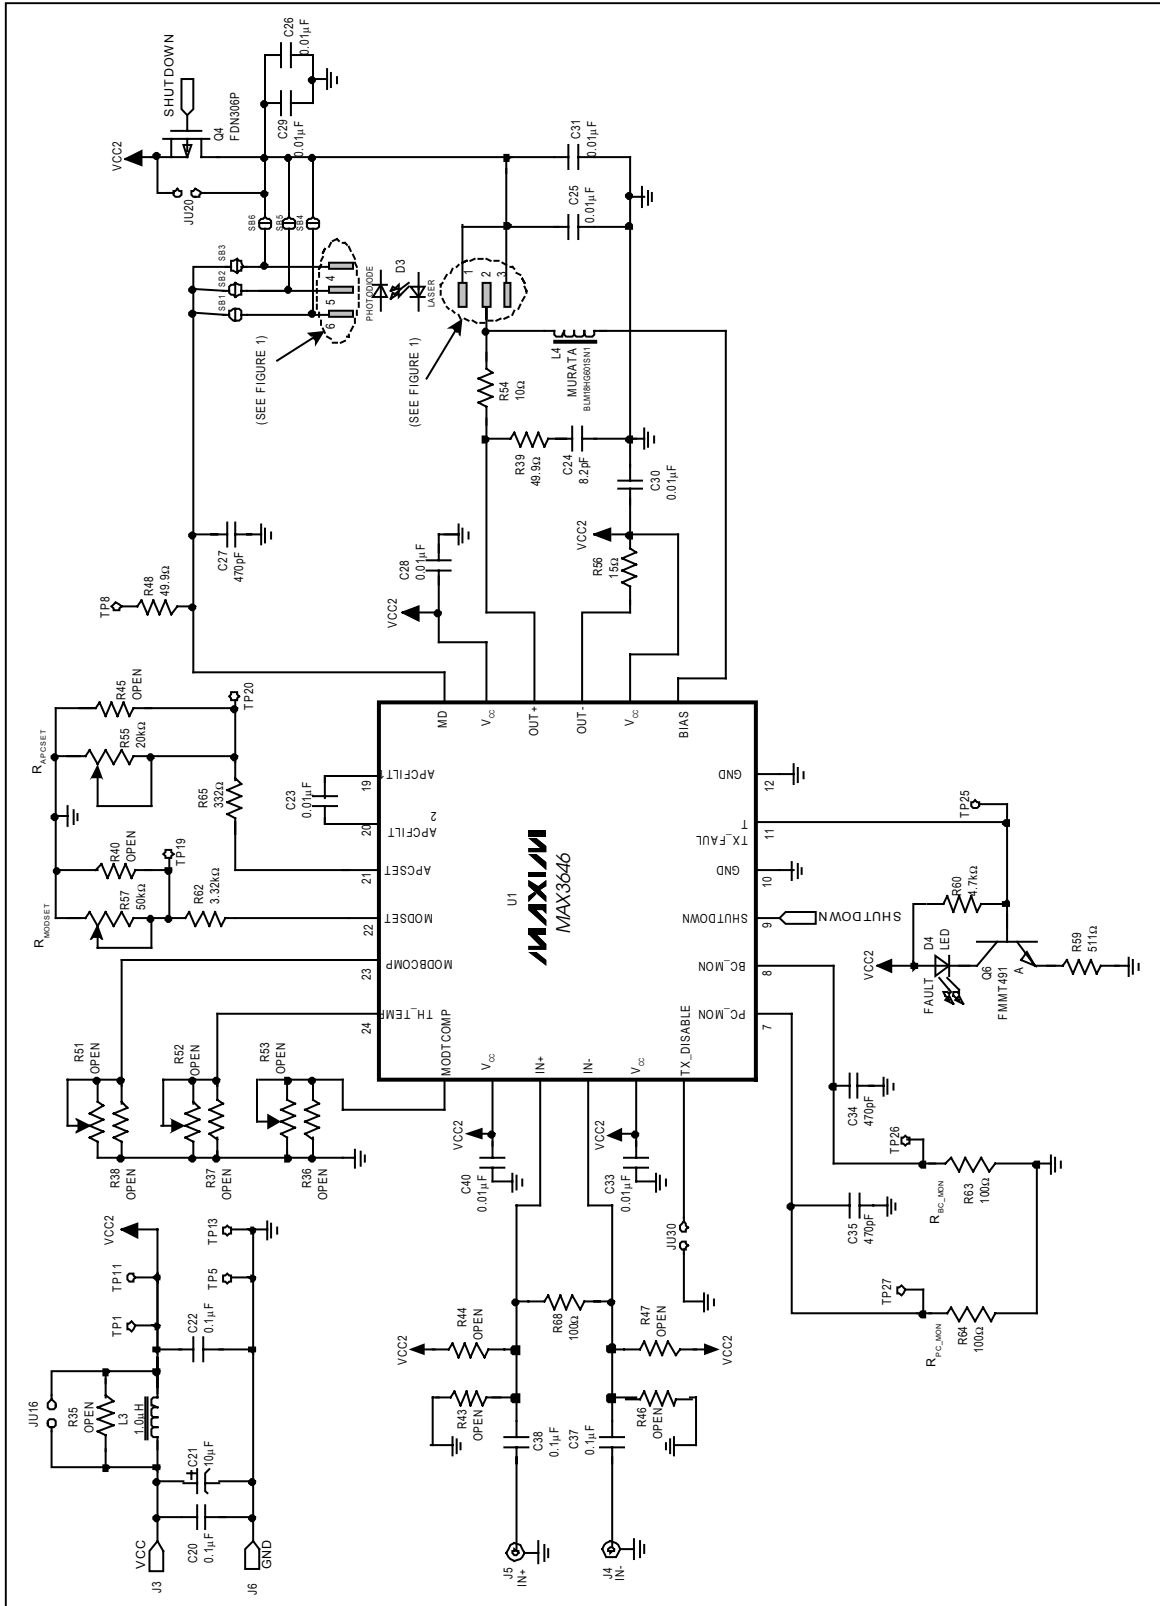 VCC
J3
J6
GND
C20
0.1µF
C21
10µF
JU16
R35
OPEN
L3
1.0µH
C22
0.1µF
TP1
TP11
VCC2
TP5
TP13
R51
OPEN
R38
OPEN
R52
OPEN
R37
OPEN
R53
OPEN
R36
OPEN
R MODSET
R57
50kΩ
R40
OPEN
TP19
R62
3.32kΩ
R APCSET
R55
20kΩ
R45
OPEN
TP20
R65
332Ω
C23
0.01µF
TP8
R48
49.9Ω
C27
470pF
SB1
SB2
SB3
SB6
SB5
SB4
JU20
VCC2
SHUTDOWN
Q4
FDN306P
C29
0.01µF
C26
0.01µF
(SEE FIGURE 1)
6
5
4
PHOTODIODE
D3
LASER
(SEE FIGURE 1)
1
2
3
C25
0.01µF
C31
0.01µF
L4
MURATA
BLM18HG601SN1
R54
10Ω
R39
49.9Ω
C24
8.2pF
C30
0.01µF
VCC2
R56
15Ω
VCC2
C28
0.01µF
U1
MAXIM
MAX3646
24
TH_TEMP
23
MODBCOMP
22
MODSET
21
APCSET
20
APCFILT
2
19
APCFILT1
MD
VCC
OUT+
OUT-
VCC
BIAS
MODTCOMP
VCC
IN+
IN-
VCC
TX_DISABLE
7
PC_MON
8
BC_MON
9
SHUTDOWN
10
GND
11
TX_FAUL
T
12
GND
VCC2
C40
0.01µF
VCC2
C33
0.01µF
JU30
J5
IN+
C38
0.1µF
R43
OPEN
VCC2
R44
OPEN
R68
100Ω
J4
IN-
C37
0.1µF
R46
OPEN
R47
OPEN
VCC2
C34
470pF
TP26
R BC_MON
R63
100Ω
C35
470pF
TP27
R PC_MON
R64
100Ω
SHUTDOWN
VCC2
FAULT
D4
LED
R60
4.7kΩ
TP25
Q6
FMMT491
A
R59
511Ω